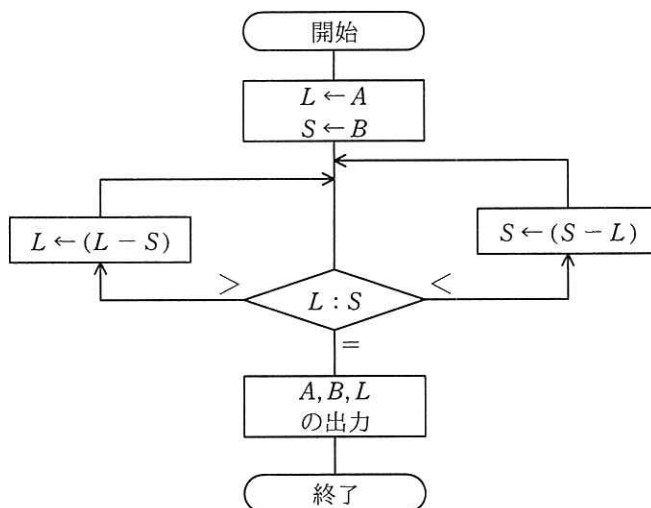 開始
L ← A
S ← B
L ← (L − S)
S ← (S − L)
>
L : S
<
=
A, B, L
の出力
終了